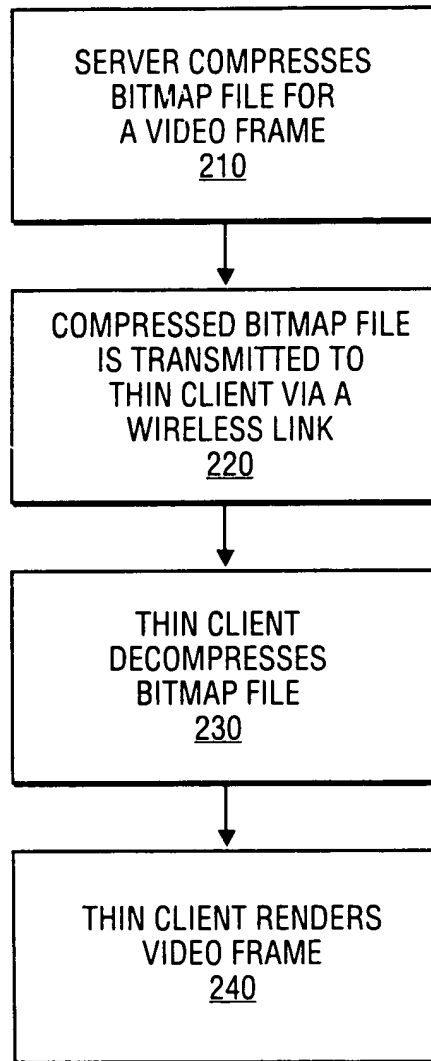 SERVER COMPRESSES
BITMAP FILE FOR
A VIDEO FRAME
210
COMPRESSED BITMAP FILE
IS TRANSMITTED TO
THIN CLIENT VIA A
WIRELESS LINK
220
THIN CLIENT
DECOMPRESSES
BITMAP FILE
230
THIN CLIENT RENDERS
VIDEO FRAME
240